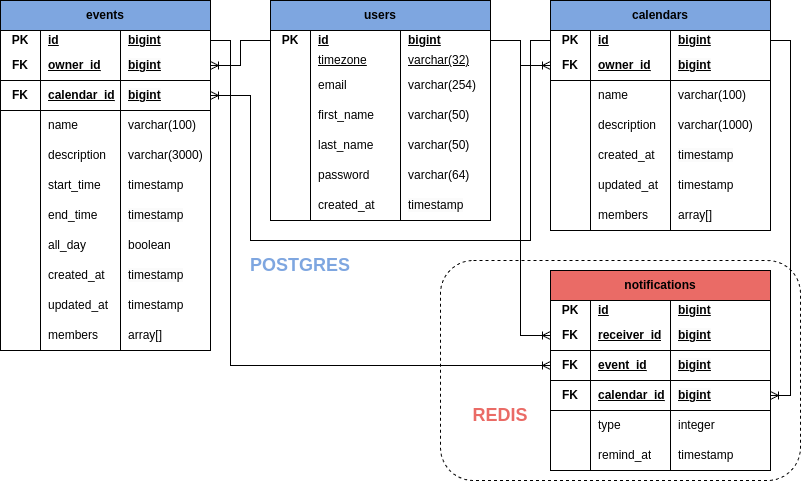 events
PK id bigint
FK owner_id bigint
FK calendar_id bigint
name varchar(100)
description varchar(3000)
start_time timestamp
end_time timestamp
all_day boolean
created_at timestamp
updated_at timestamp
members array[]
users
PK id bigint
timezone varchar(32)
email varchar(254)
first_name varchar(50)
last_name varchar(50)
password varchar(64)
created_at timestamp
calendars
PK id bigint
FK owner_id bigint
name varchar(100)
description varchar(1000)
created_at timestamp
updated_at timestamp
members array[]
POSTGRES
notifications
PK id bigint
FK receiver_id bigint
FK event_id bigint
FK calendar_id bigint
type integer
remind_at timestamp
REDIS